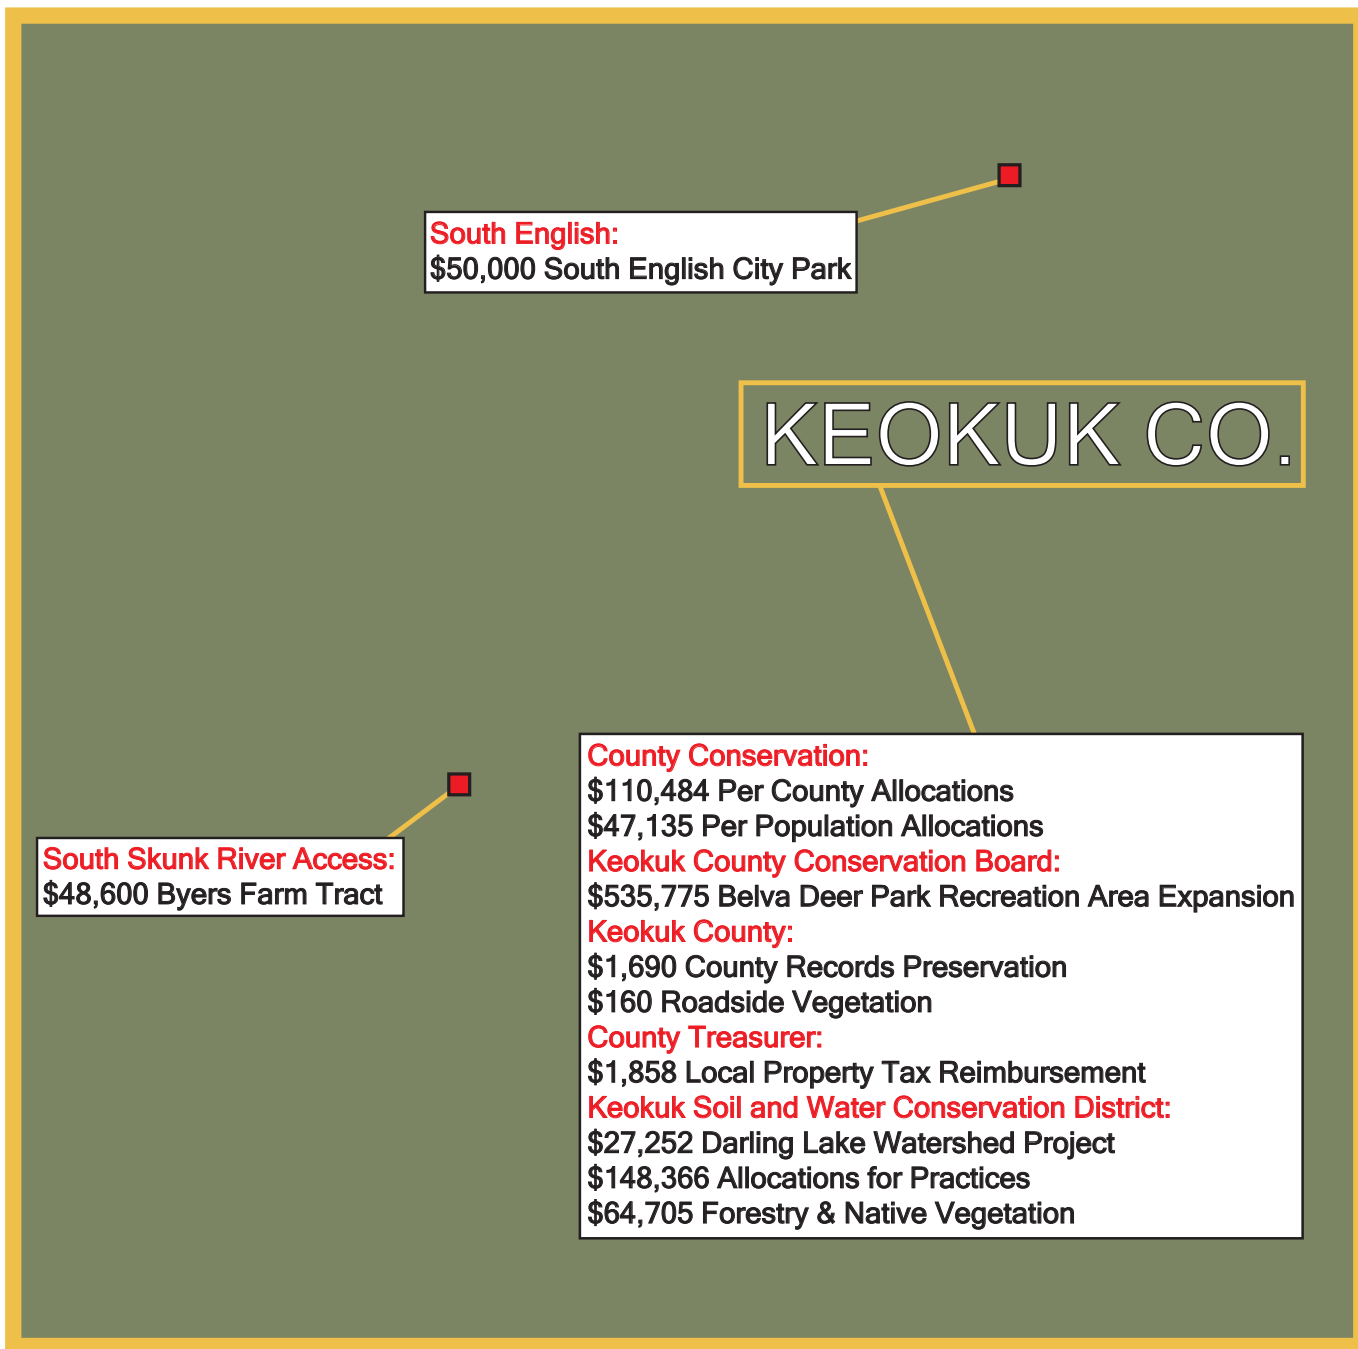 South English:
$50,000 South English City Park
KEOKUK CO.
South Skunk River Access:
$48,600 Byers Farm Tract
County Conservation:
$110,484 Per County Allocations
$47,135 Per Population Allocations
Keokuk County Conservation Board:
$535,775 Belva Deer Park Recreation Area Expansion
Keokuk County:
$1,690 County Records Preservation
$160 Roadside Vegetation
County Treasurer:
$1,858 Local Property Tax Reimbursement
Keokuk Soil and Water Conservation District:
$27,252 Darling Lake Watershed Project
$148,366 Allocations for Practices
$64,705 Forestry & Native Vegetation